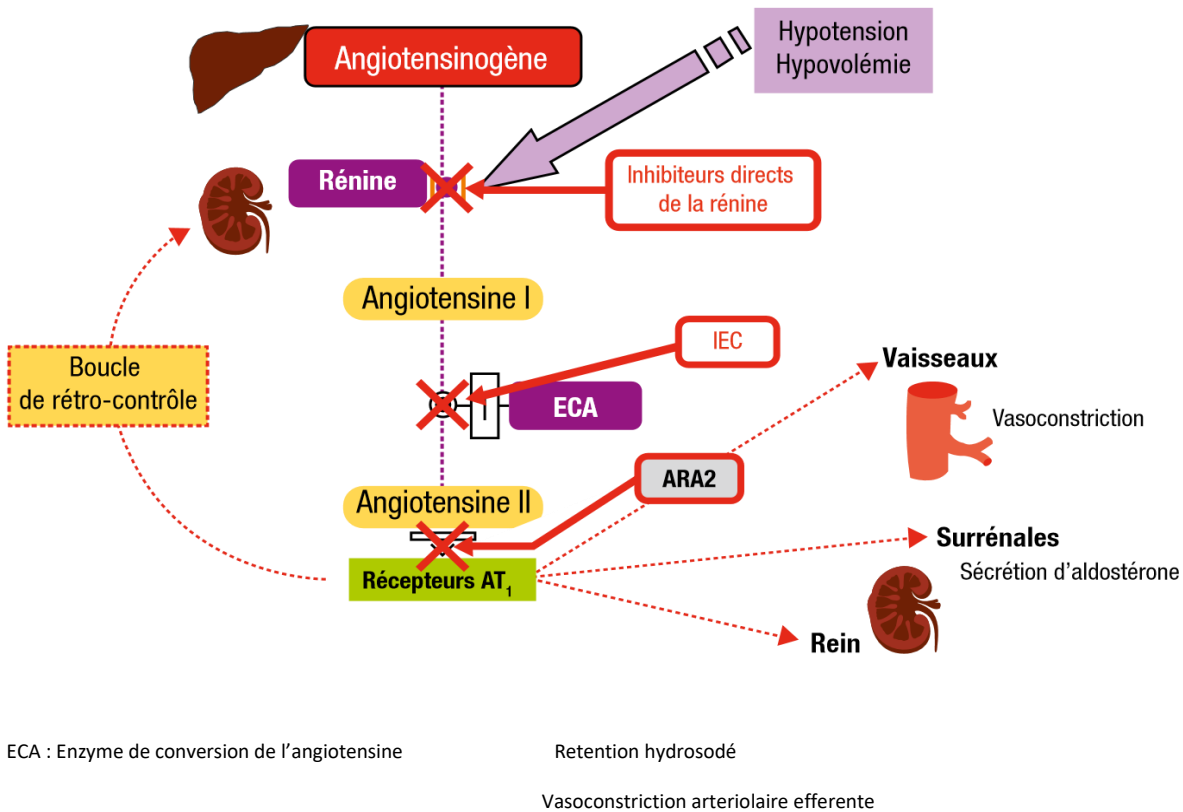 Angiotensinogène
Hypotension
Hypovolémie
Rénine
Inhibiteurs directs
de la rénine
Angiotensine I
IEC
Boucle
de rétro-contrôle
ECA
Vaisseaux
Vasoconstriction
ARA2
Angiotensine II
Récepteurs AT₁
Surrénales
Sécrétion d'aldostérone
Rein
ECA : Enzyme de conversion de l'angiotensine
Retention hydrosodé
Vasoconstriction arteriolaire efferente